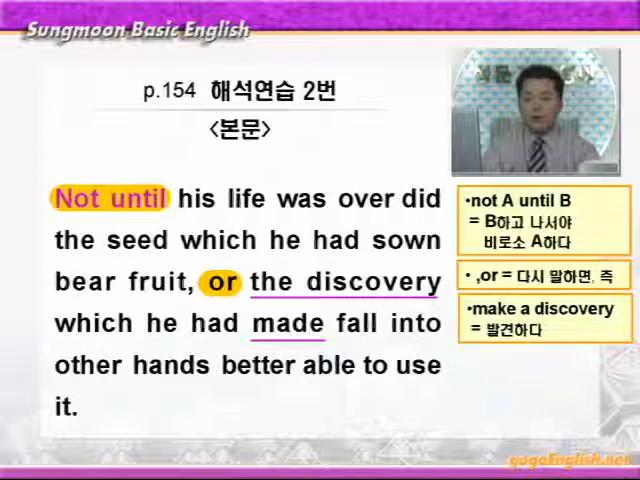 Sungmoon Basic English
p.154 해석연습 2번
<본문>
Not until his life was over did
the seed which he had sown
bear fruit, or the discovery
which he had made fall into
other hands better able to use
it.
•not A until B
= B하고 나서야
비로소 A하다
• ,or = 다시 말하면, 즉
•make a discovery
= 발견하다
gogoEnglish.net